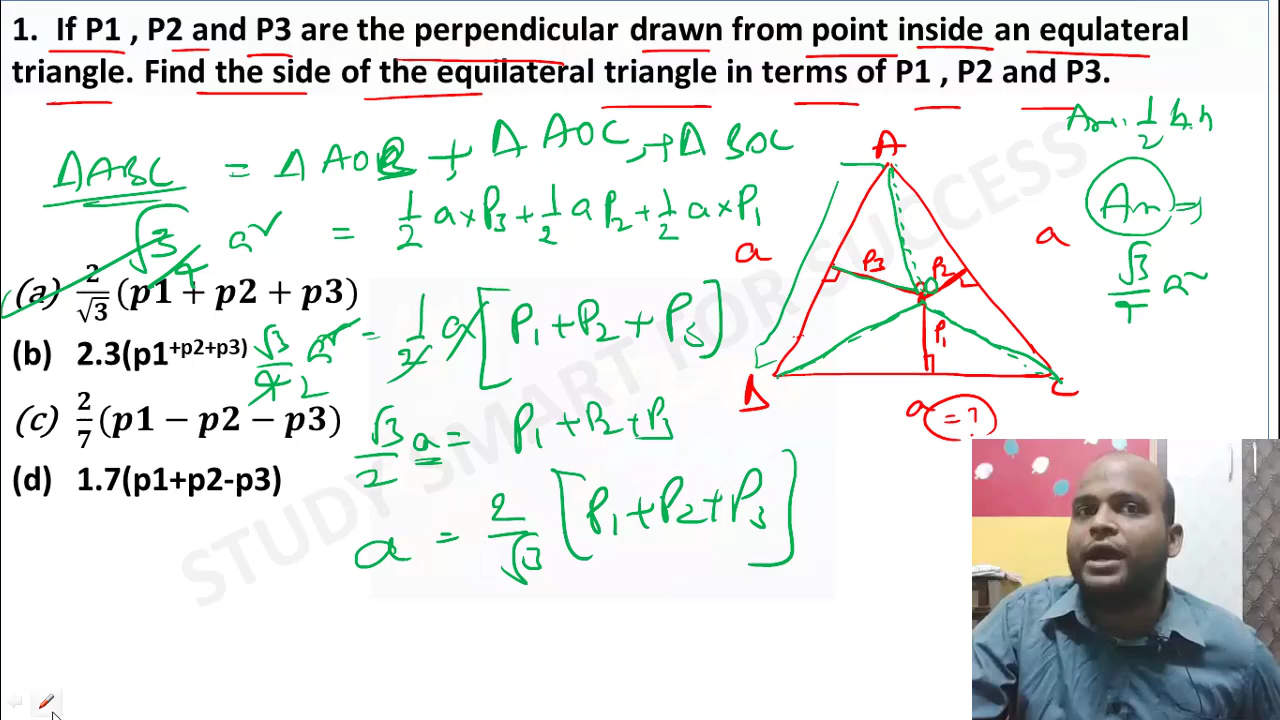 1. If P1 , P2 and P3 are the perpendicular drawn from point inside an equlateral
triangle. Find the side of the equilateral triangle in terms of P1 , P2 and P3.
Δ ABC = Δ AOB + Δ AOC + Δ BOC
√3/4 a² = 1/2 a×P3 + 1/2 a P2 + 1/2 a×P1
(a) 2/√3 (p1 + p2 + p3)
√3/4 2 a² = 1/2 a [P1 + P2 + P3]
(b) 2.3(p1+p2+p3)
(c) 2/7 (p1 − p2 − p3)
√3/2 a = P1 + P2 + P3
(d) 1.7(p1+p2-p3)
a = 2/√3 [P1 + P2 + P3]
A
a
a
P3
P2
O
P1
C
a = ?
1/2 b.h
√3/4 a²
STUDY SMART FOR SUCCESS